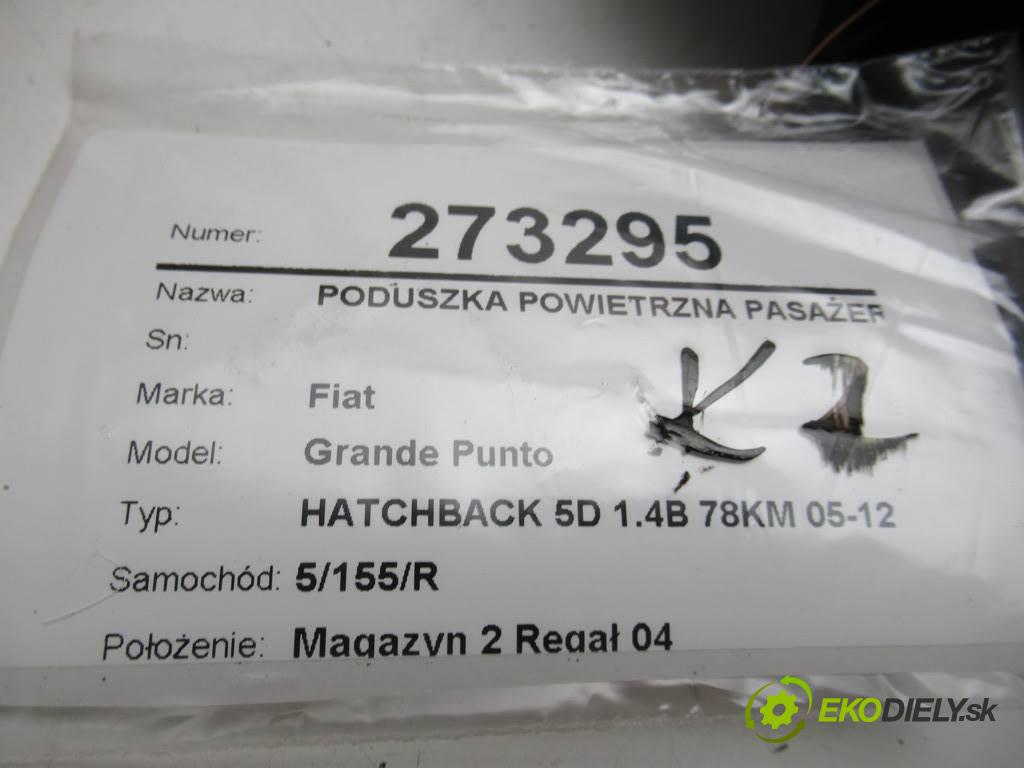 Numer: 273295
Nazwa: PODUSZKA POWIETRZNA PASAŻER
Sn:
Marka: Fiat
K2
Model: Grande Punto
Typ: HATCHBACK 5D 1.4B 78KM 05-12
Samochód: 5/155/R
Położenie: Magazyn 2 Regał 04
EKODIELY.sk